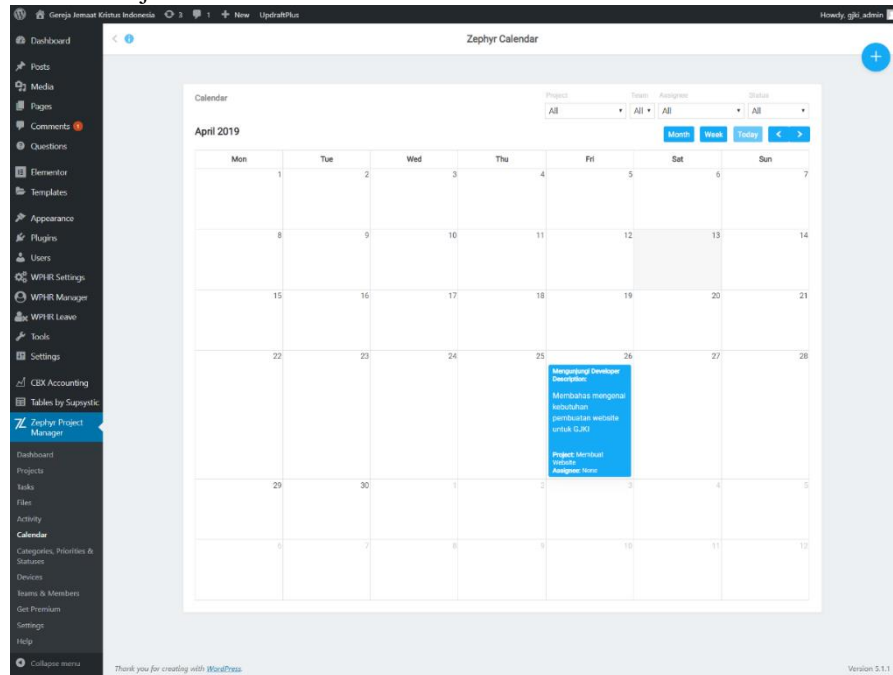 Gereja Jemaat Kristus Indonesia 3 1 + New UpdraftPlus
Howdy, gjki_admin
Dashboard
Posts
Media
Pages
Comments
Questions
Elementor
Templates
Appearance
Plugins
Users
WPHR Settings
WPHR Manager
WPHR Leave
Tools
Settings
CBX Accounting
Tables by Supsystic
Zephyr Project
Manager
Dashboard
Projects
Tasks
Files
Activity
Calendar
Categories, Priorities &
Statuses
Devices
Teams & Members
Get Premium
Settings
Help
Collapse menu
Zephyr Calendar
+
Calendar
Project Team Assignee Status
All All All All
April 2019
Month Week Today < >
Mon Tue Wed Thu Fri Sat Sun
1 2 3 4 5 6 7
8 9 10 11 12 13 14
15 16 17 18 19 20 21
22 23 24 25 26 27 28
Mengunjungi Developer
Description:
Membahas mengenai
kebutuhan
pembuatan website
untuk GJKI
Project: Membuat
Website
Assignee: None
29 30 1 2 3 4 5
6 7 8 9 10 11 12
Thank you for creating with WordPress.
Version 5.1.1